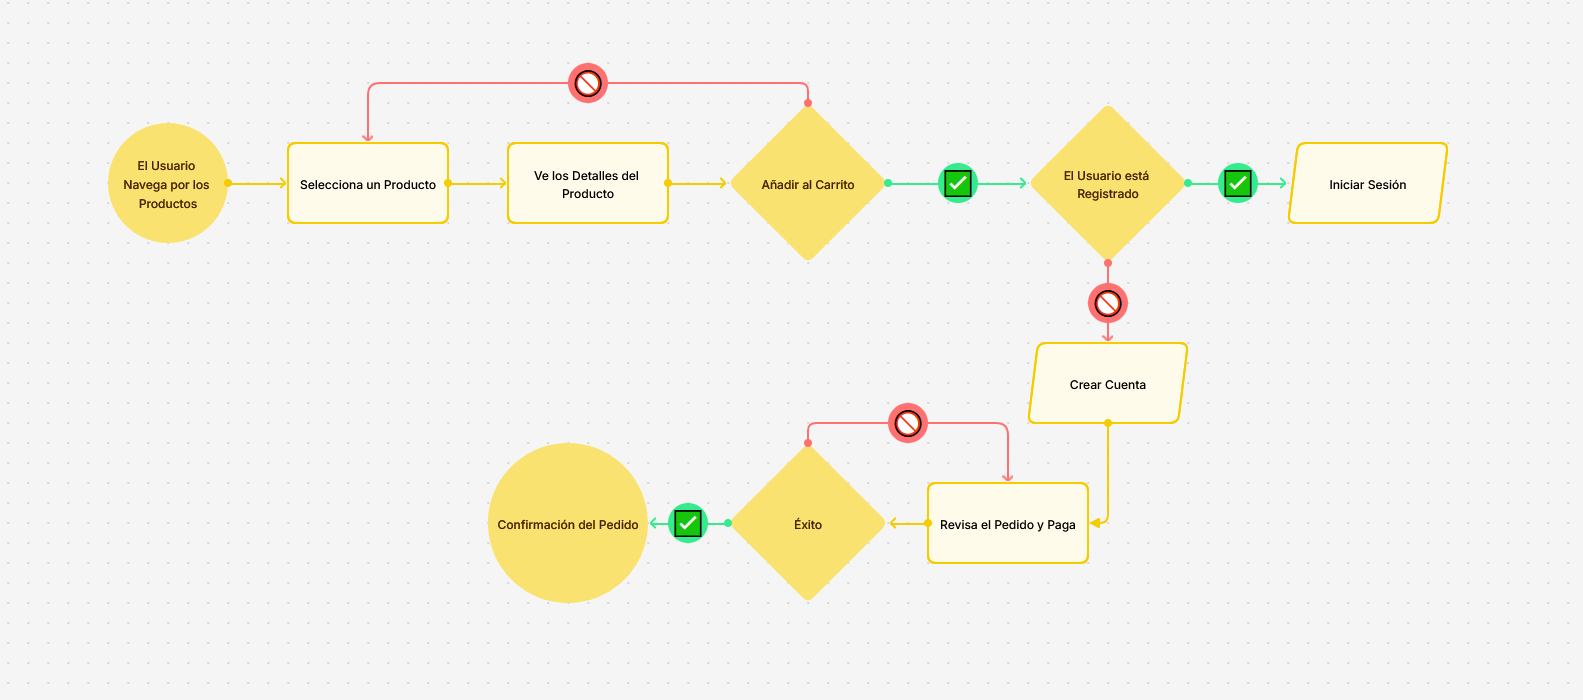 El Usuario
Navega por los
Productos
Selecciona un Producto
Ve los Detalles del
Producto
Añadir al Carrito
El Usuario está
Registrado
Iniciar Sesión
Crear Cuenta
Confirmación del Pedido
Éxito
Revisa el Pedido y Paga